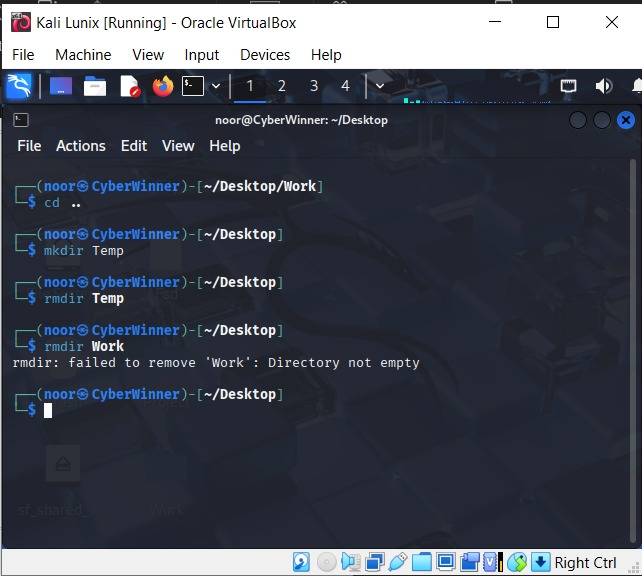 Kali Lunix [Running] - Oracle VirtualBox
File Machine View Input Devices Help
1 2 3 4
noor@CyberWinner: ~/Desktop
File Actions Edit View Help
┌──(noor㉿CyberWinner)-[~/Desktop/Work]
└─$ cd ..
┌──(noor㉿CyberWinner)-[~/Desktop]
└─$ mkdir Temp
┌──(noor㉿CyberWinner)-[~/Desktop]
└─$ rmdir Temp
┌──(noor㉿CyberWinner)-[~/Desktop]
└─$ rmdir Work
rmdir: failed to remove 'Work': Directory not empty
┌──(noor㉿CyberWinner)-[~/Desktop]
└─$
sf_shared_ Work
Right Ctrl